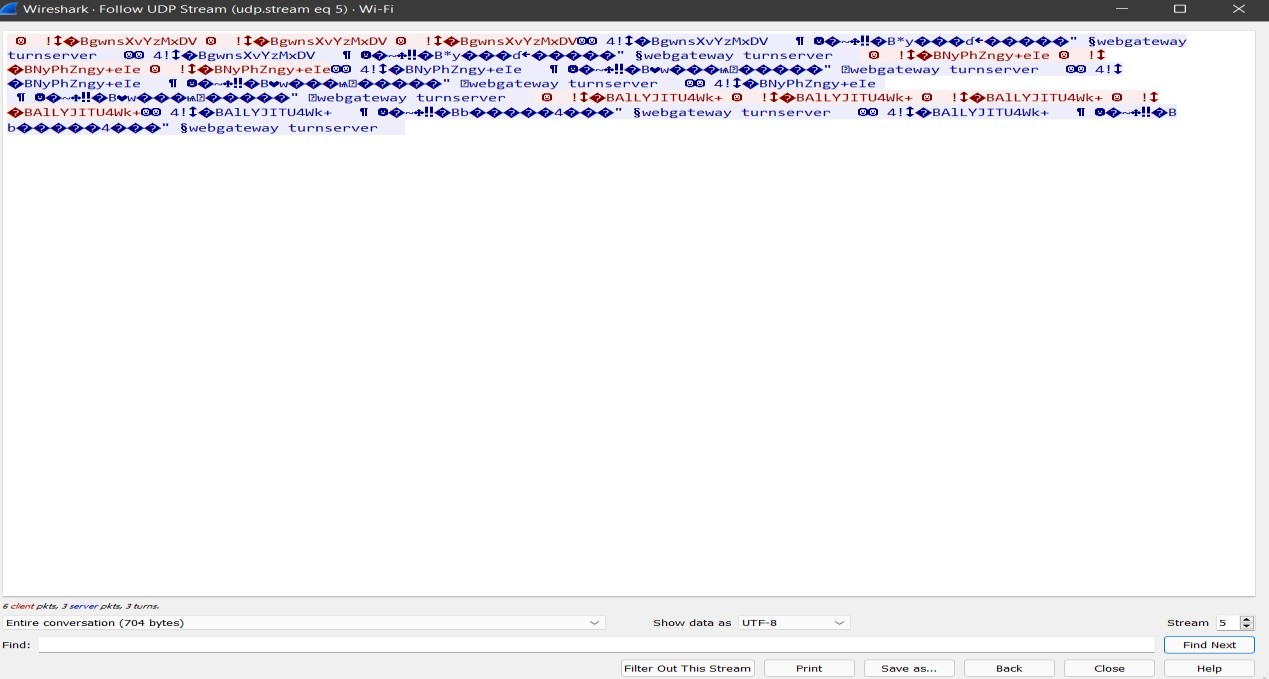 Wireshark · Follow UDP Stream (udp.stream eq 5) · Wi-Fi
!↕�BgwnsXvYzMxDV !↕�BgwnsXvYzMxDV !↕�BgwnsXvYzMxDV 4!↕�BgwnsXvYzMxDV ¶ �~‼�B*y���d←�����" §webgateway
turnserver 4!↕�BgwnsXvYzMxDV ¶ �~‼�B*y���d←�����" §webgateway turnserver !↕�BNyPhZngy+eIe !↕
�BNyPhZngy+eIe !↕�BNyPhZngy+eIe 4!↕�BNyPhZngy+eIe ¶ �~‼�B♥w���" webgateway turnserver 4!↕
�BNyPhZngy+eIe ¶ �~‼�B♥w���" webgateway turnserver 4!↕�BNyPhZngy+eIe
¶ �~‼�B♥w���" webgateway turnserver !↕�BAlLYJITU4Wk+ !↕�BAlLYJITU4Wk+ !↕�BAlLYJITU4Wk+ !↕
�BAlLYJITU4Wk+ 4!↕�BAlLYJITU4Wk+ ¶ �~‼�Bb�����4���" §webgateway turnserver 4!↕�BAlLYJITU4Wk+ ¶ �~‼�B
b�����4���" §webgateway turnserver
6 client pkts, 3 server pkts, 3 turns.
Entire conversation (704 bytes) Show data as UTF-8 Stream 5
Find: Find Next
Filter Out This Stream Print Save as... Back Close Help